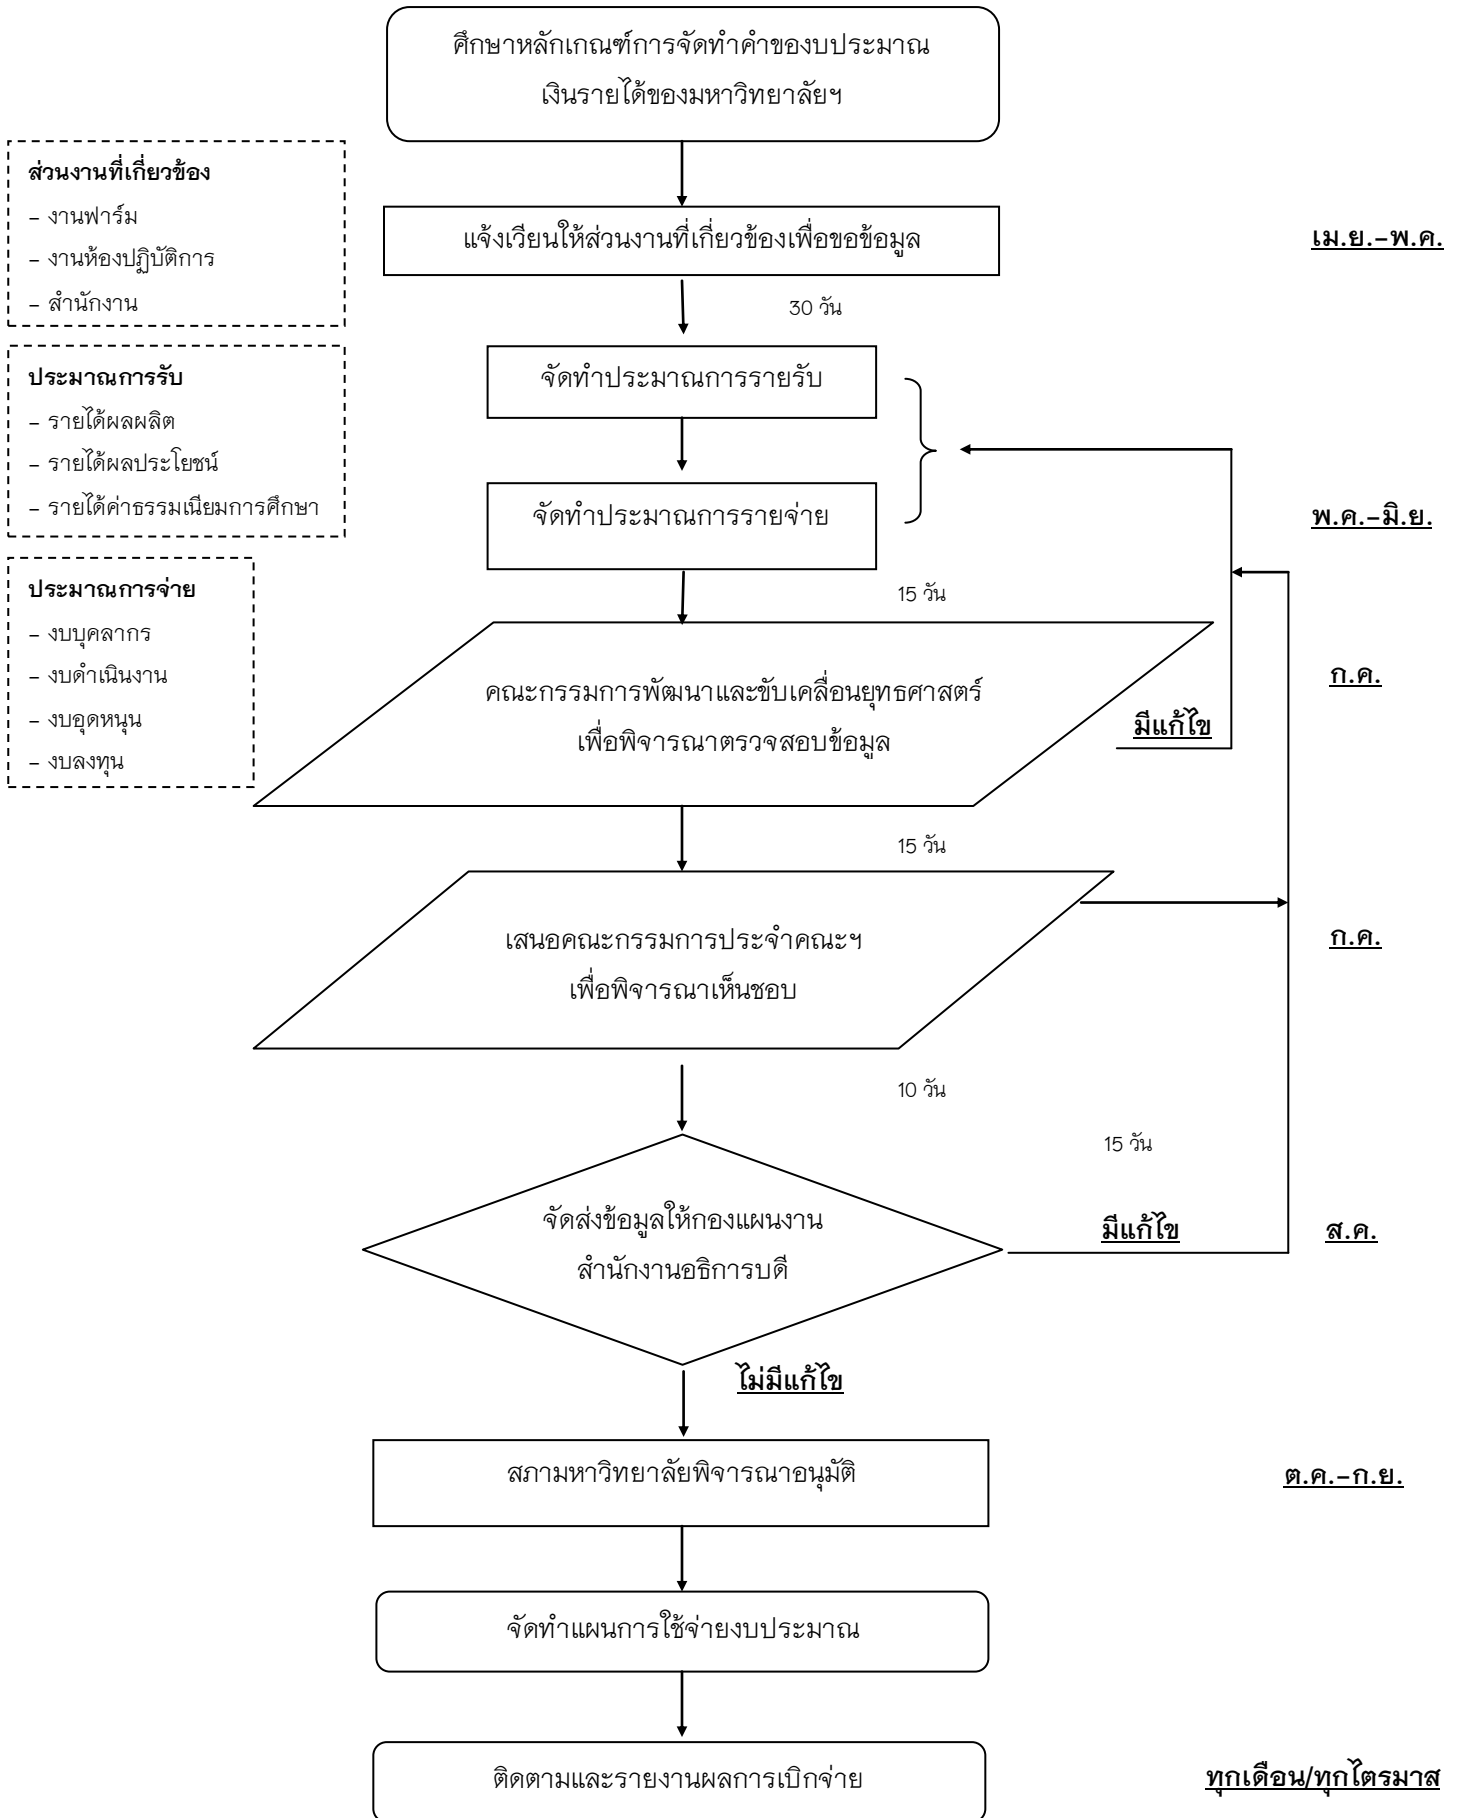 ศึกษาหลักเกณฑ์การจัดทำคำของบประมาณ
เงินรายได้ของมหาวิทยาลัยฯ
ส่วนงานที่เกี่ยวข้อง
- งานฟาร์ม
- งานห้องปฏิบัติการ
- สำนักงาน
แจ้งเวียนให้ส่วนงานที่เกี่ยวข้องเพื่อขอข้อมูล
เม.ย.-พ.ค.
30 วัน
ประมาณการรับ
- รายได้ผลผลิต
- รายได้ผลประโยชน์
- รายได้ค่าธรรมเนียมการศึกษา
จัดทำประมาณการรายรับ
จัดทำประมาณการรายจ่าย
พ.ค.-มิ.ย.
ประมาณการจ่าย
- งบบุคลากร
- งบดำเนินงาน
- งบอุดหนุน
- งบลงทุน
15 วัน
คณะกรรมการพัฒนาและขับเคลื่อนยุทธศาสตร์
เพื่อพิจารณาตรวจสอบข้อมูล
มีแก้ไข
ก.ค.
15 วัน
เสนอคณะกรรมการประจำคณะฯ
เพื่อพิจารณาเห็นชอบ
ก.ค.
10 วัน
15 วัน
จัดส่งข้อมูลให้กองแผนงาน
สำนักงานอธิการบดี
มีแก้ไข
ส.ค.
ไม่มีแก้ไข
สภามหาวิทยาลัยพิจารณาอนุมัติ
ต.ค.-ก.ย.
จัดทำแผนการใช้จ่ายงบประมาณ
ติดตามและรายงานผลการเบิกจ่าย
ทุกเดือน/ทุกไตรมาส